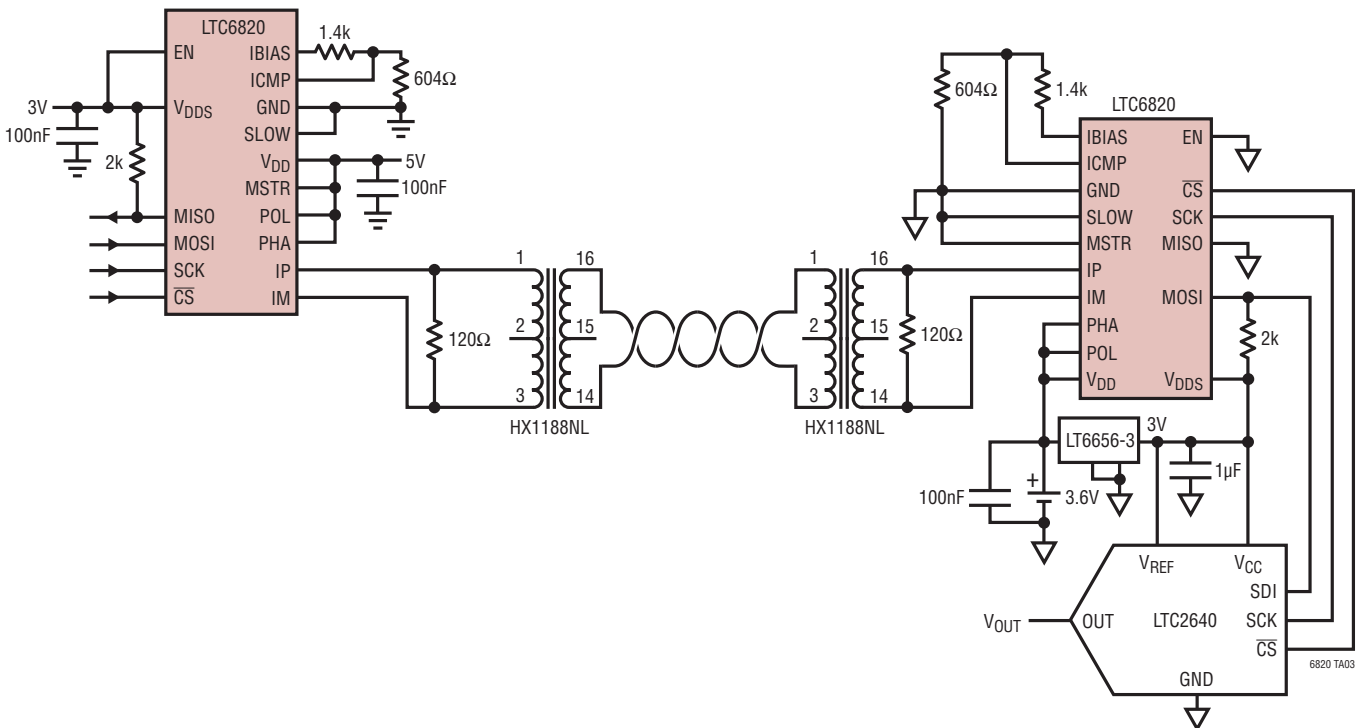 LTC6820
EN
IBIAS
1.4k
ICMP
604Ω
3V
VDDS
GND
100nF
SLOW
2k
VDD
5V
MSTR
100nF
MISO
POL
MOSI
PHA
SCK
IP
CS
IM
120Ω
1
16
2
15
3
14
HX1188NL
1
16
2
15
3
14
HX1188NL
120Ω
604Ω
1.4k
LTC6820
IBIAS
EN
ICMP
GND
CS
SLOW
SCK
MSTR
MISO
IP
IM
MOSI
PHA
2k
POL
VDD
VDDS
LT6656-3
3V
1µF
100nF
+
3.6V
VREF
VCC
SDI
VOUT
OUT
LTC2640
SCK
CS
GND
6820 TA03